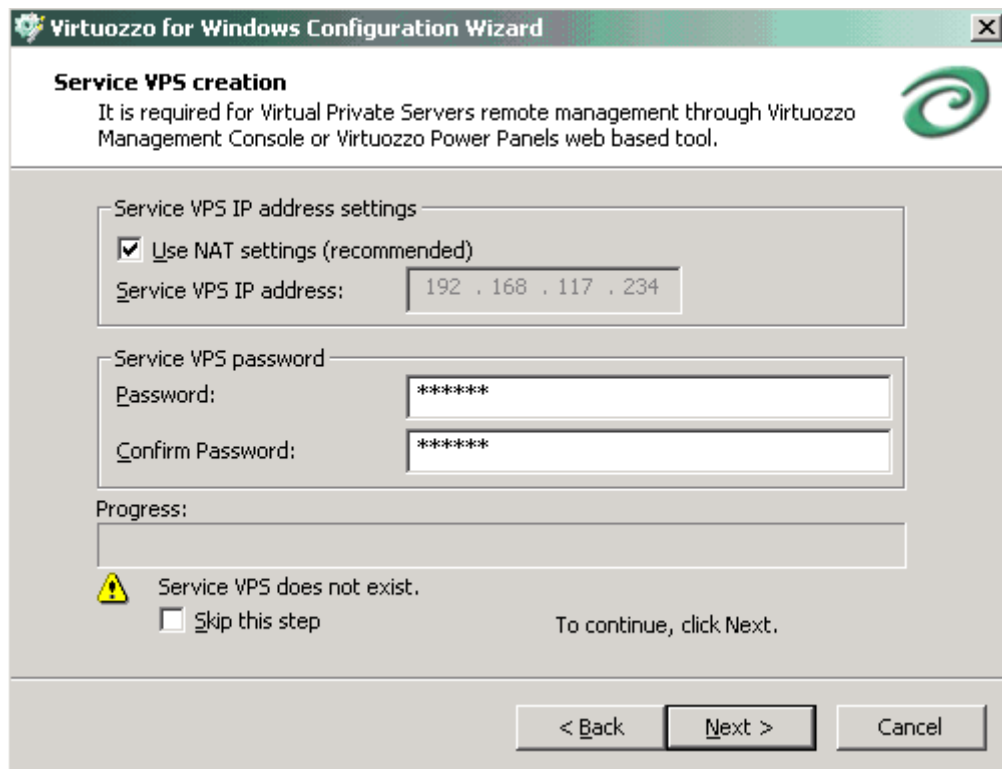 Virtuozzo for Windows Configuration Wizard
Service VPS creation
It is required for Virtual Private Servers remote management through Virtuozzo
Management Console or Virtuozzo Power Panels web based tool.
Service VPS IP address settings
Use NAT settings (recommended)
Service VPS IP address: 192 . 168 . 117 . 234
Service VPS password
Password: ******
Confirm Password: ******
Progress:
Service VPS does not exist.
Skip this step To continue, click Next.
< Back Next > Cancel